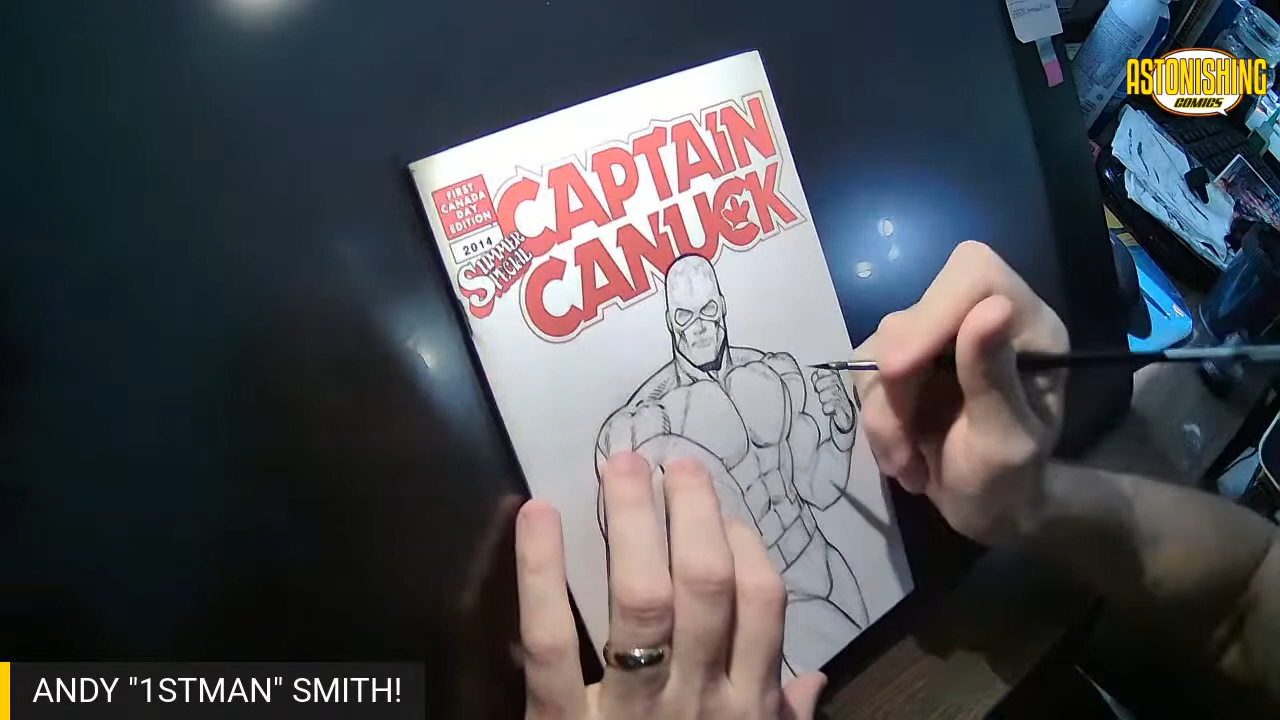 ASTONISHING
COMICS
CAPTAIN
CANUCK
FIRST
CANADA
DAY
EDITION
2014
SUMMER
SPECIAL
ANDY "1STMAN" SMITH!